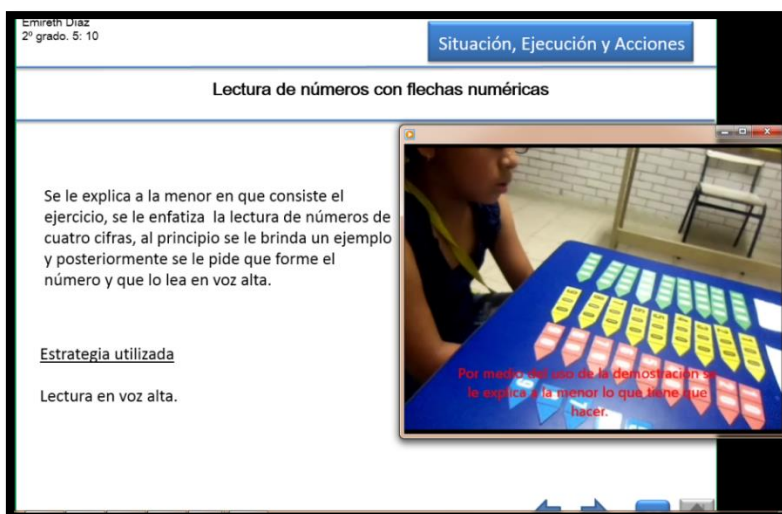 Emireth Díaz
2º grado. 5: 10
Situación, Ejecución y Acciones
Lectura de números con flechas numéricas
Se le explica a la menor en que consiste el
ejercicio, se le enfatiza la lectura de números de
cuatro cifras, al principio se le brinda un ejemplo
y posteriormente se le pide que forme el
número y que lo lea en voz alta.
Estrategia utilizada
Lectura en voz alta.
Por medio del uso de la demostración se
le explica a la menor lo que tiene que
hacer.